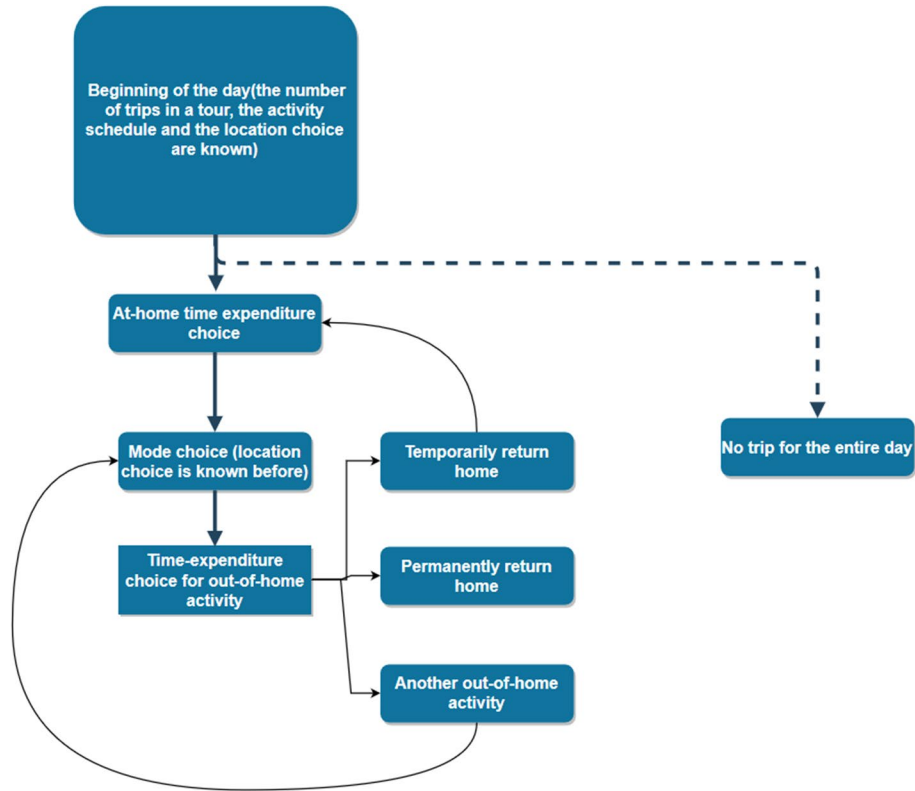 Beginning of the day(the number
of trips in a tour, the activity
schedule and the location choice
are known)
At-home time expenditure
choice
Mode choice (location
choice is known before)
Temporarily return
home
No trip for the entire day
Time-expenditure
choice for out-of-home
activity
Permanently return
home
Another out-of-home
activity